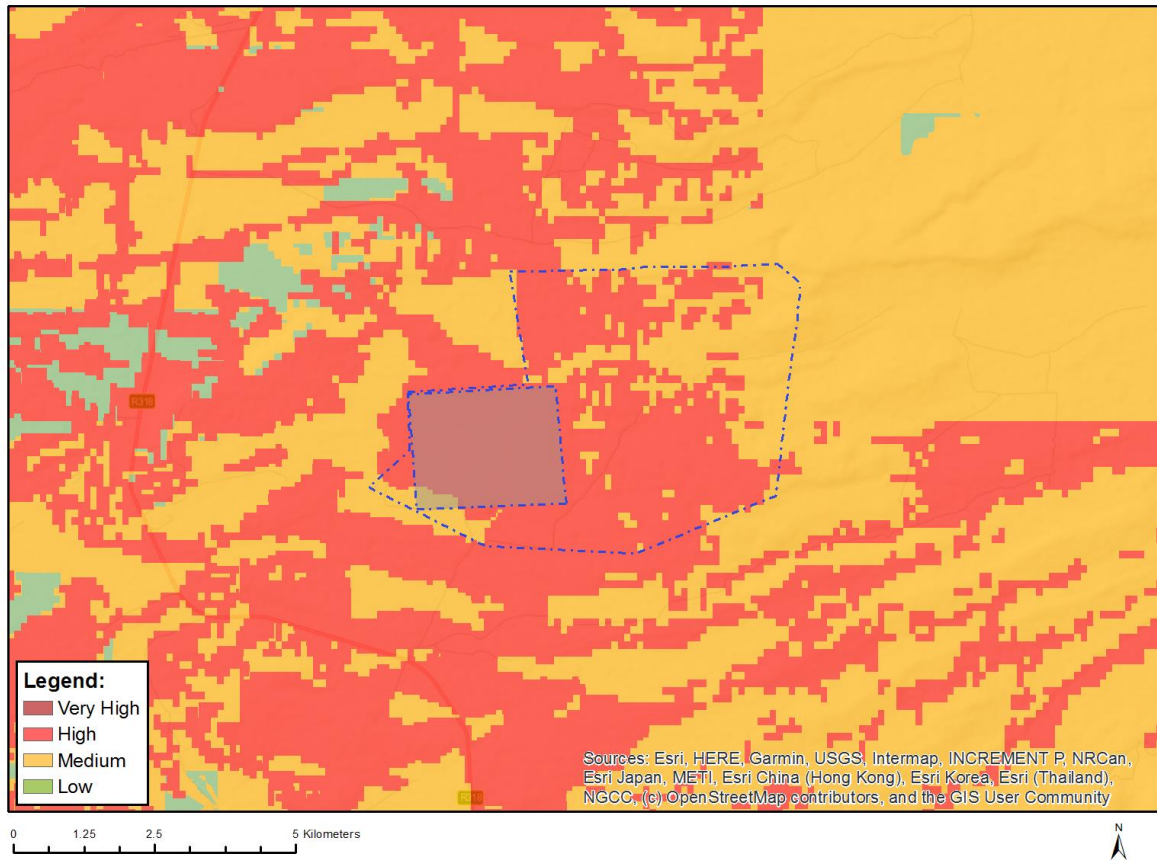 R318
Legend:
Very High
High
Medium
Low
Sources: Esri, HERE, Garmin, USGS, Intermap, INCREMENT P, NRCan,
Esri Japan, METI, Esri China (Hong Kong), Esri Korea, Esri (Thailand),
NGCC, (c) OpenStreetMap contributors, and the GIS User Community
R318
0 1.25 2.5 5 Kilometers
N